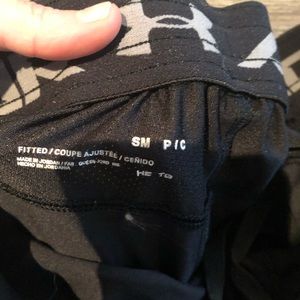 SM P/C
FITTED / COUPE AJUSTÉE / CEÑIDO
MADE IN JORDAN / FAB
HECHO EN JORDANIA